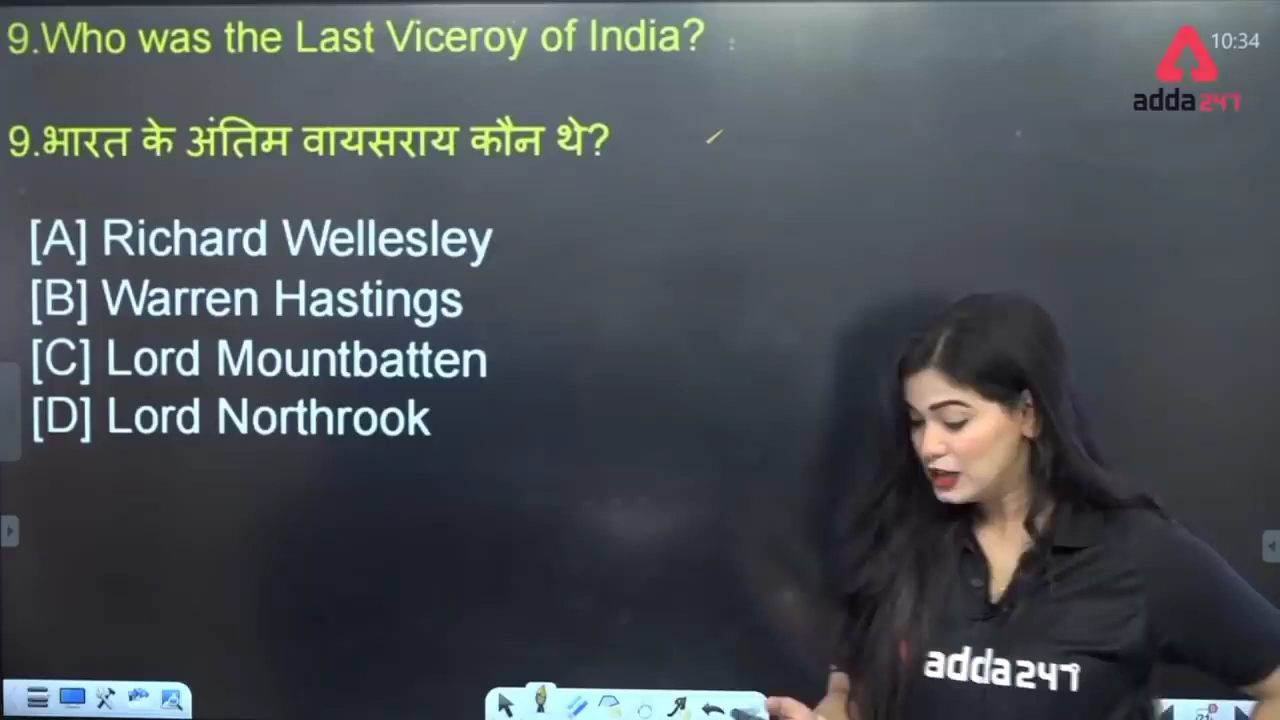 9.Who was the Last Viceroy of India?
10:34
adda247
9.भारत के अंतिम वायसराय कौन थे?
[A] Richard Wellesley
[B] Warren Hastings
[C] Lord Mountbatten
[D] Lord Northrook
adda247